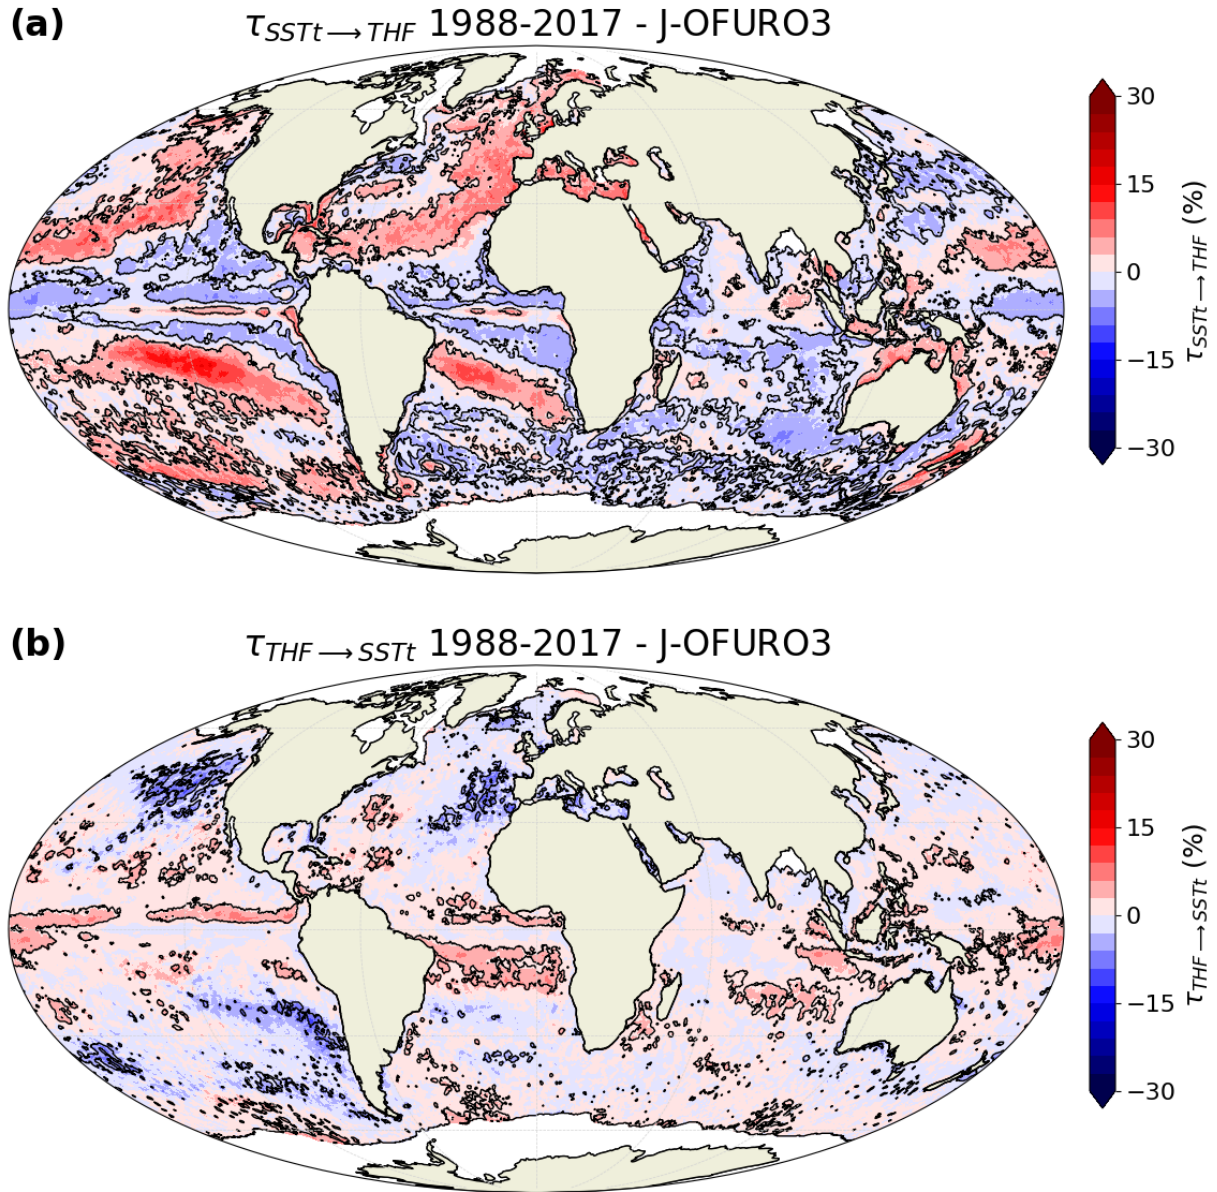 (a) τSSTt⟶THF 1988-2017 - J-OFURO3
30
15
0
−15
−30
τSSTt⟶THF (%)
(b) τTHF⟶SSTt 1988-2017 - J-OFURO3
30
15
0
−15
−30
τTHF⟶SSTt (%)